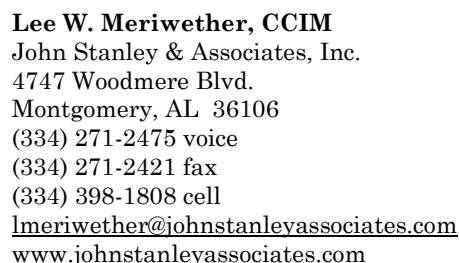 Lee W. Meriwether, CCIM
John Stanley & Associates, Inc.
4747 Woodmere Blvd.
Montgomery, AL  36106
(334) 271-2475 voice
(334) 271-2421 fax
(334) 398-1808 cell
lmeriwether@johnstanleyassociates.com
www.johnstanleyassociates.com